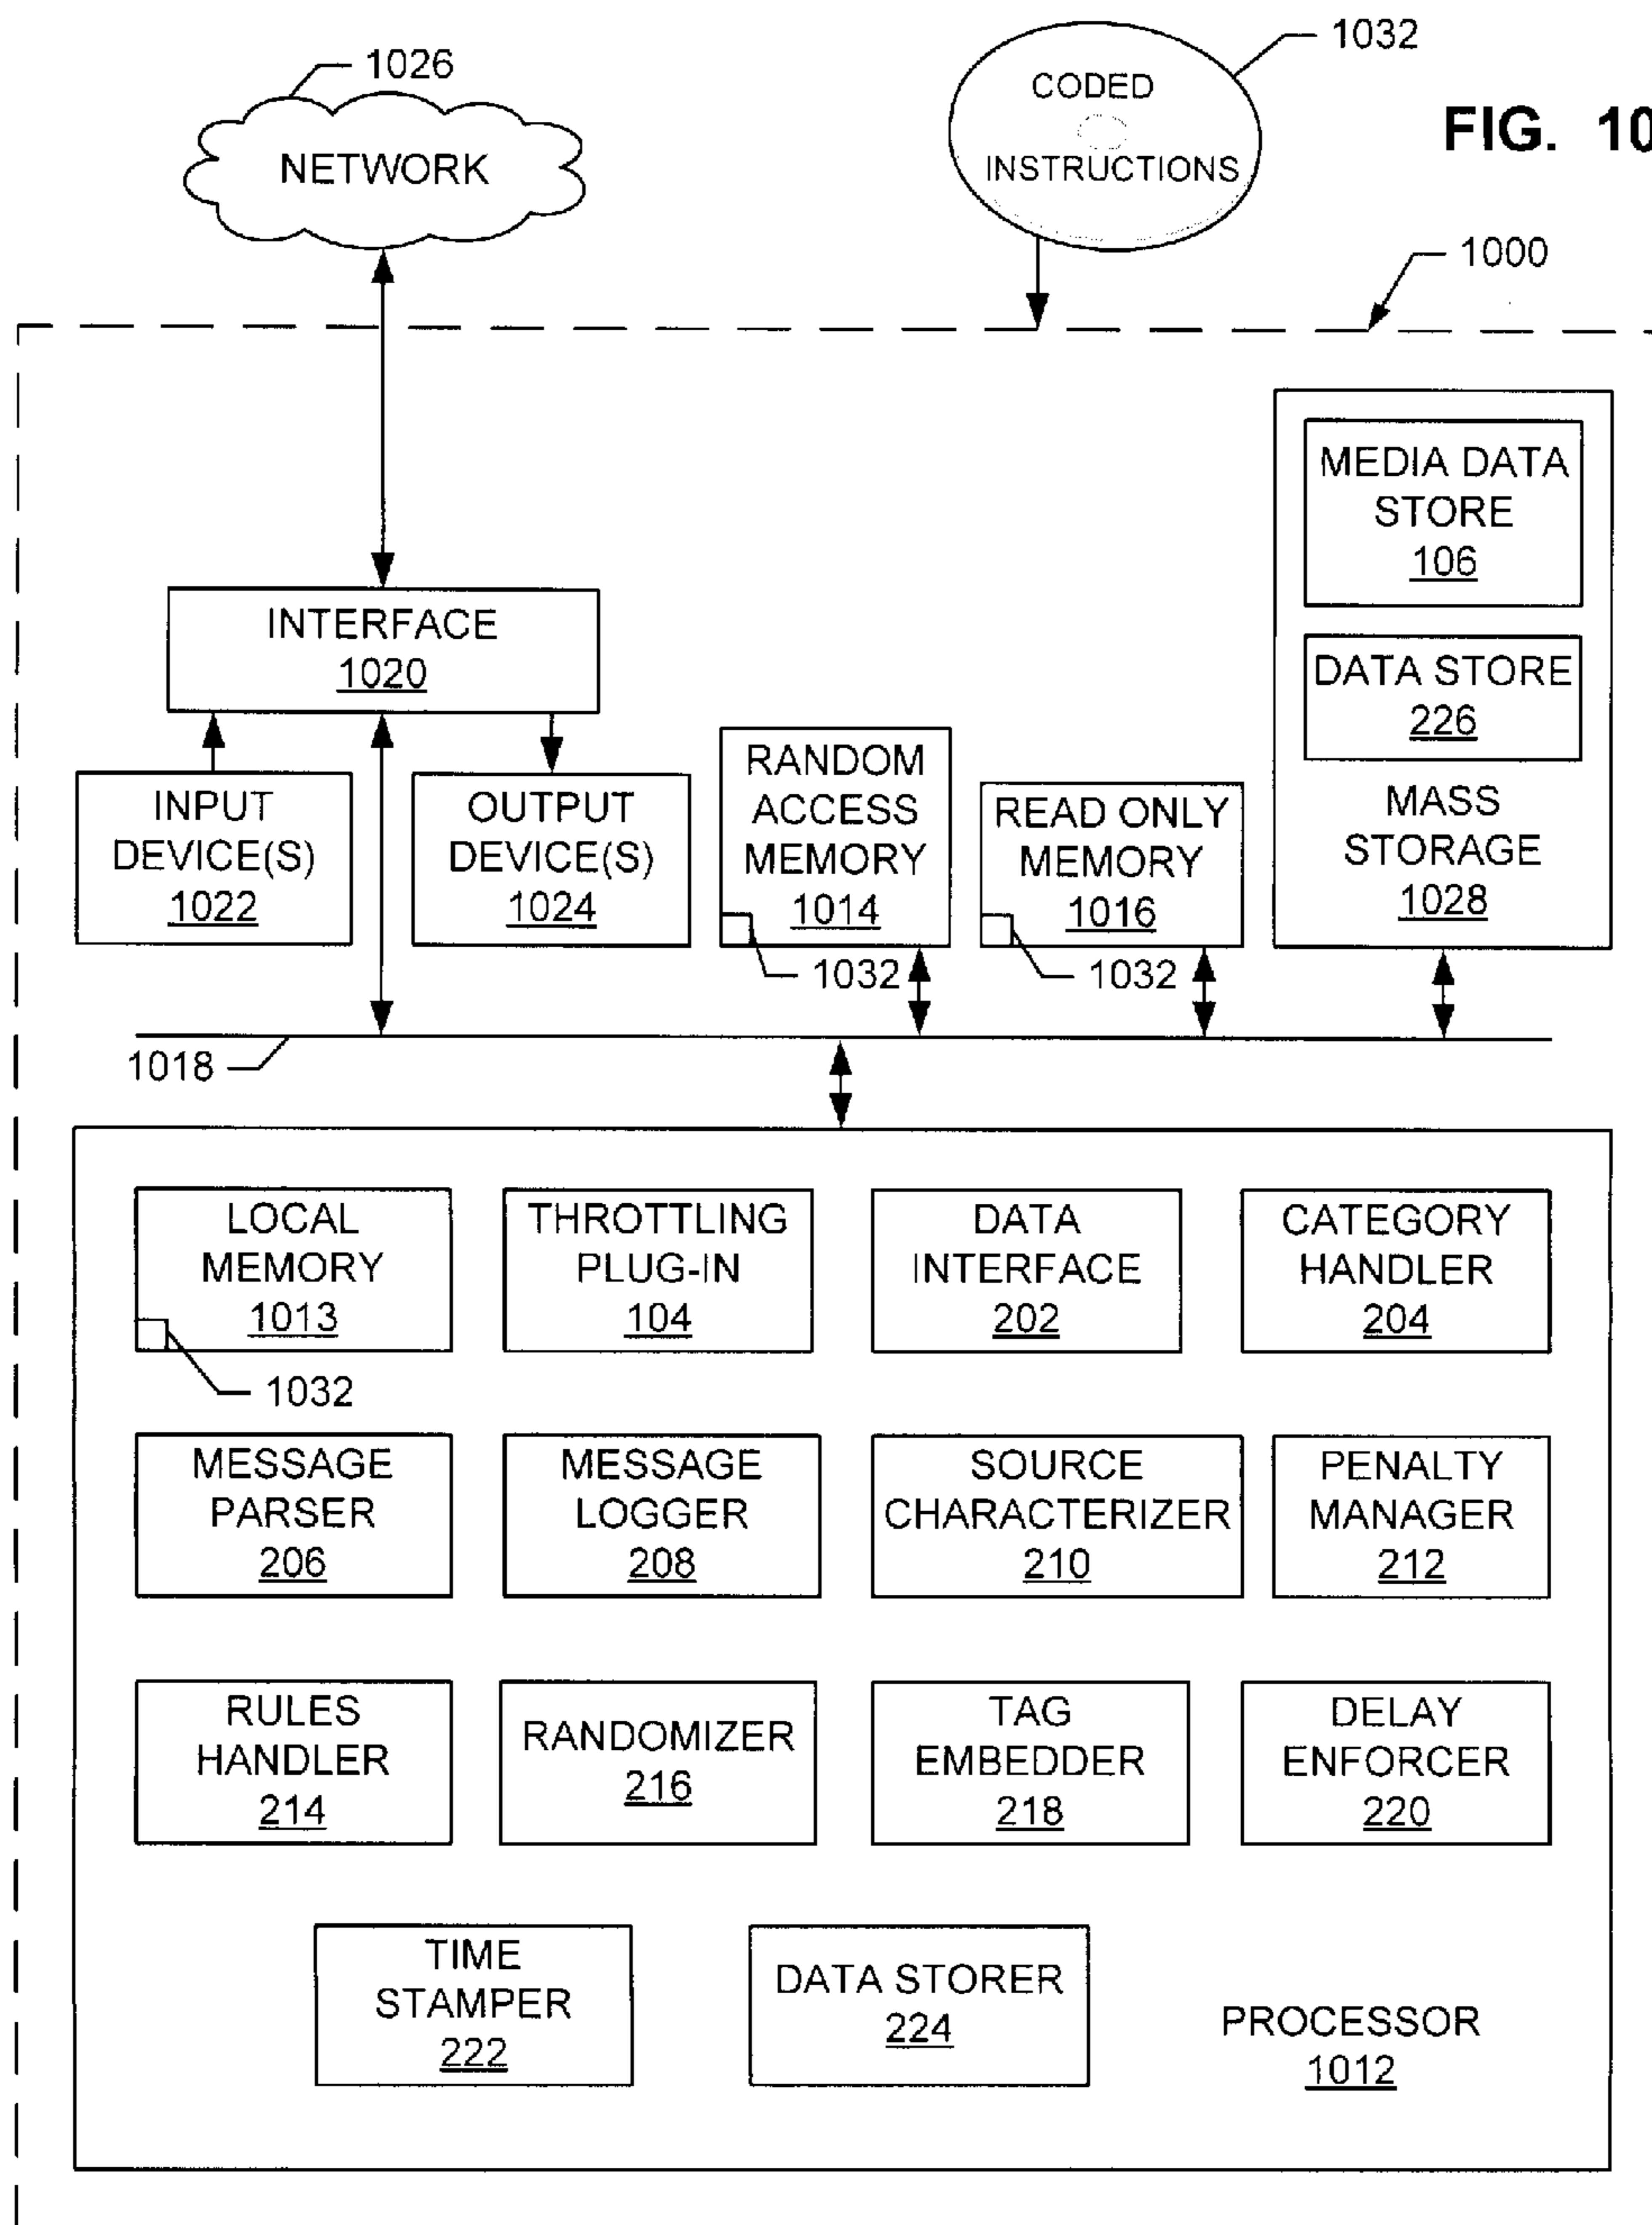 1026
NETWORK
1032
CODED
INSTRUCTIONS
FIG. 10
1000
MEDIA DATA
STORE
106
DATA STORE
226
MASS
STORAGE
1028
INTERFACE
1020
INPUT
DEVICE(S)
1022
OUTPUT
DEVICE(S)
1024
RANDOM
ACCESS
MEMORY
1014
1032
READ ONLY
MEMORY
1016
1032
1018
LOCAL
MEMORY
1013
1032
THROTTLING
PLUG-IN
104
DATA
INTERFACE
202
CATEGORY
HANDLER
204
MESSAGE
PARSER
206
MESSAGE
LOGGER
208
SOURCE
CHARACTERIZER
210
PENALTY
MANAGER
212
RULES
HANDLER
214
RANDOMIZER
216
TAG
EMBEDDER
218
DELAY
ENFORCER
220
TIME
STAMPER
222
DATA STORER
224
PROCESSOR
1012